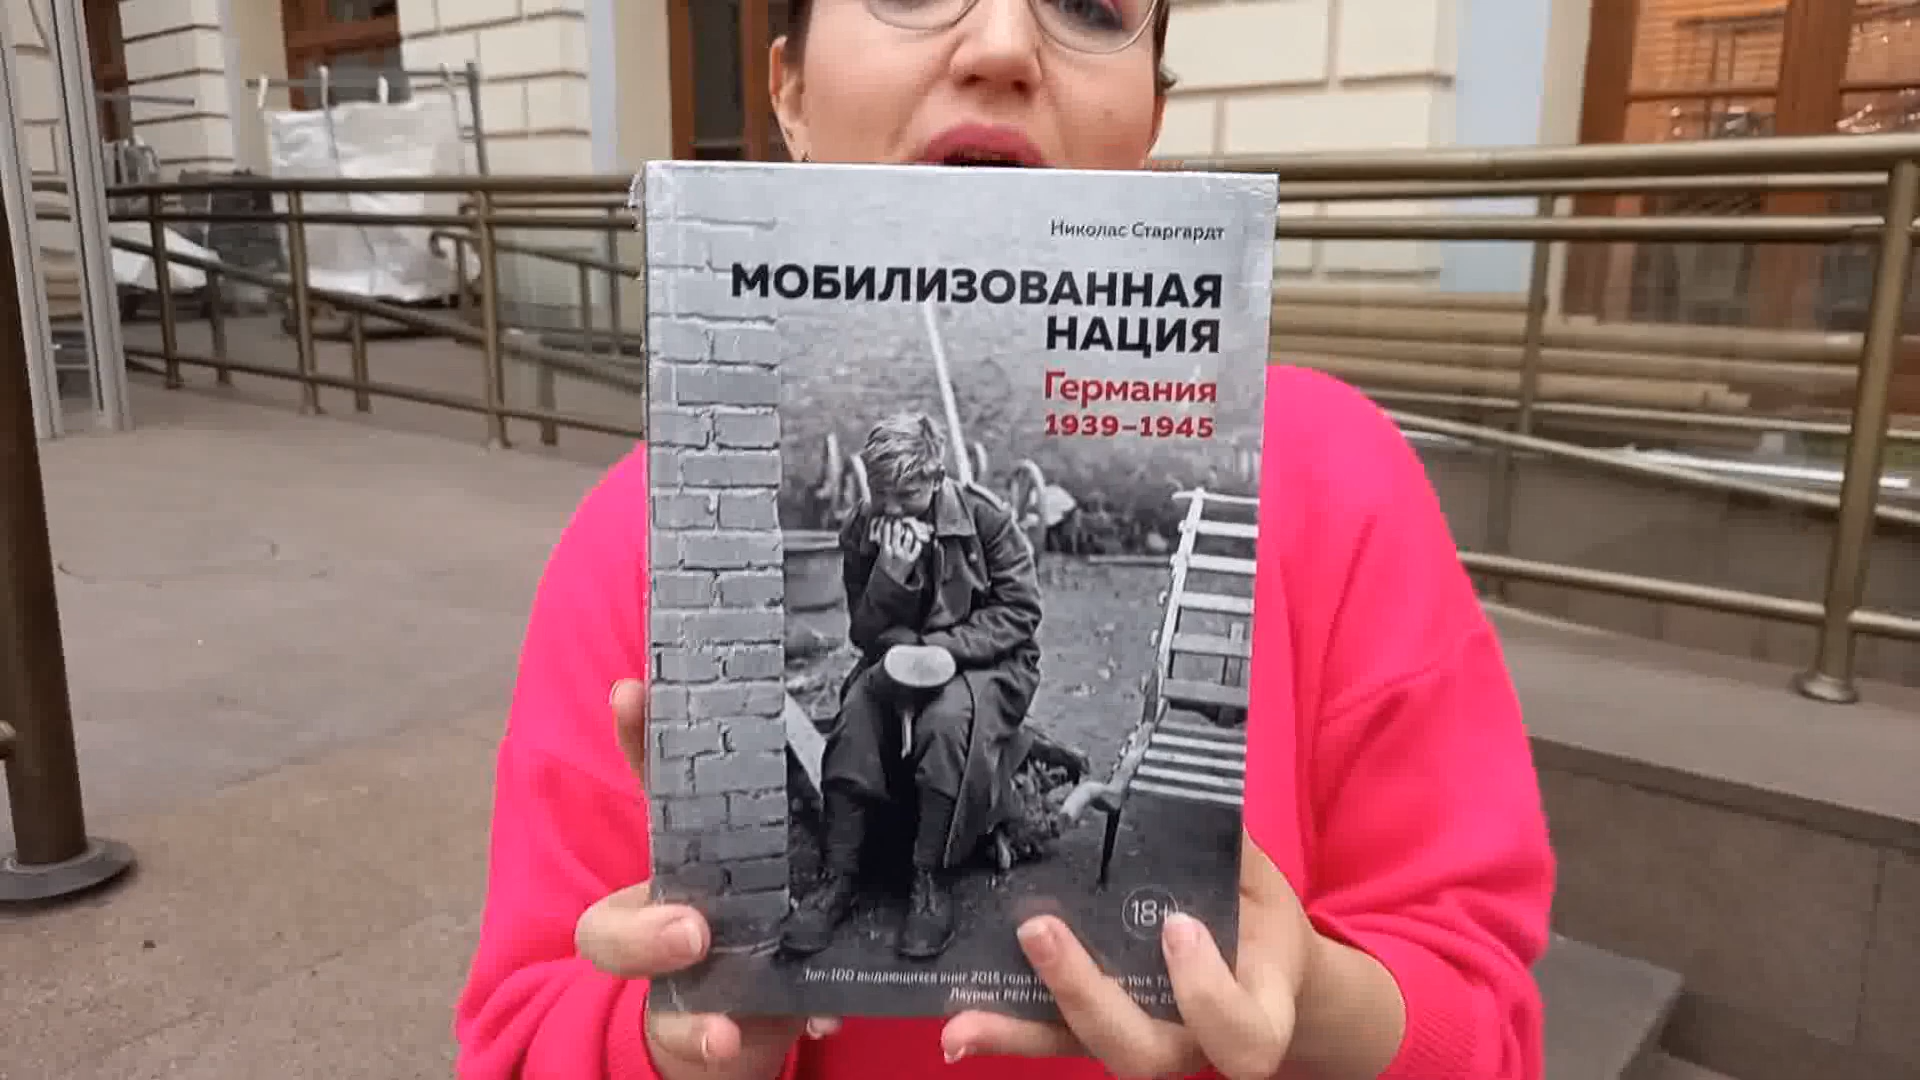 Николас Старгардт
МОБИЛИЗОВАННАЯ
НАЦИЯ
Германия
1939–1945
18+
Топ-100 выдающихся книг 2015 года
Лауреат PEN